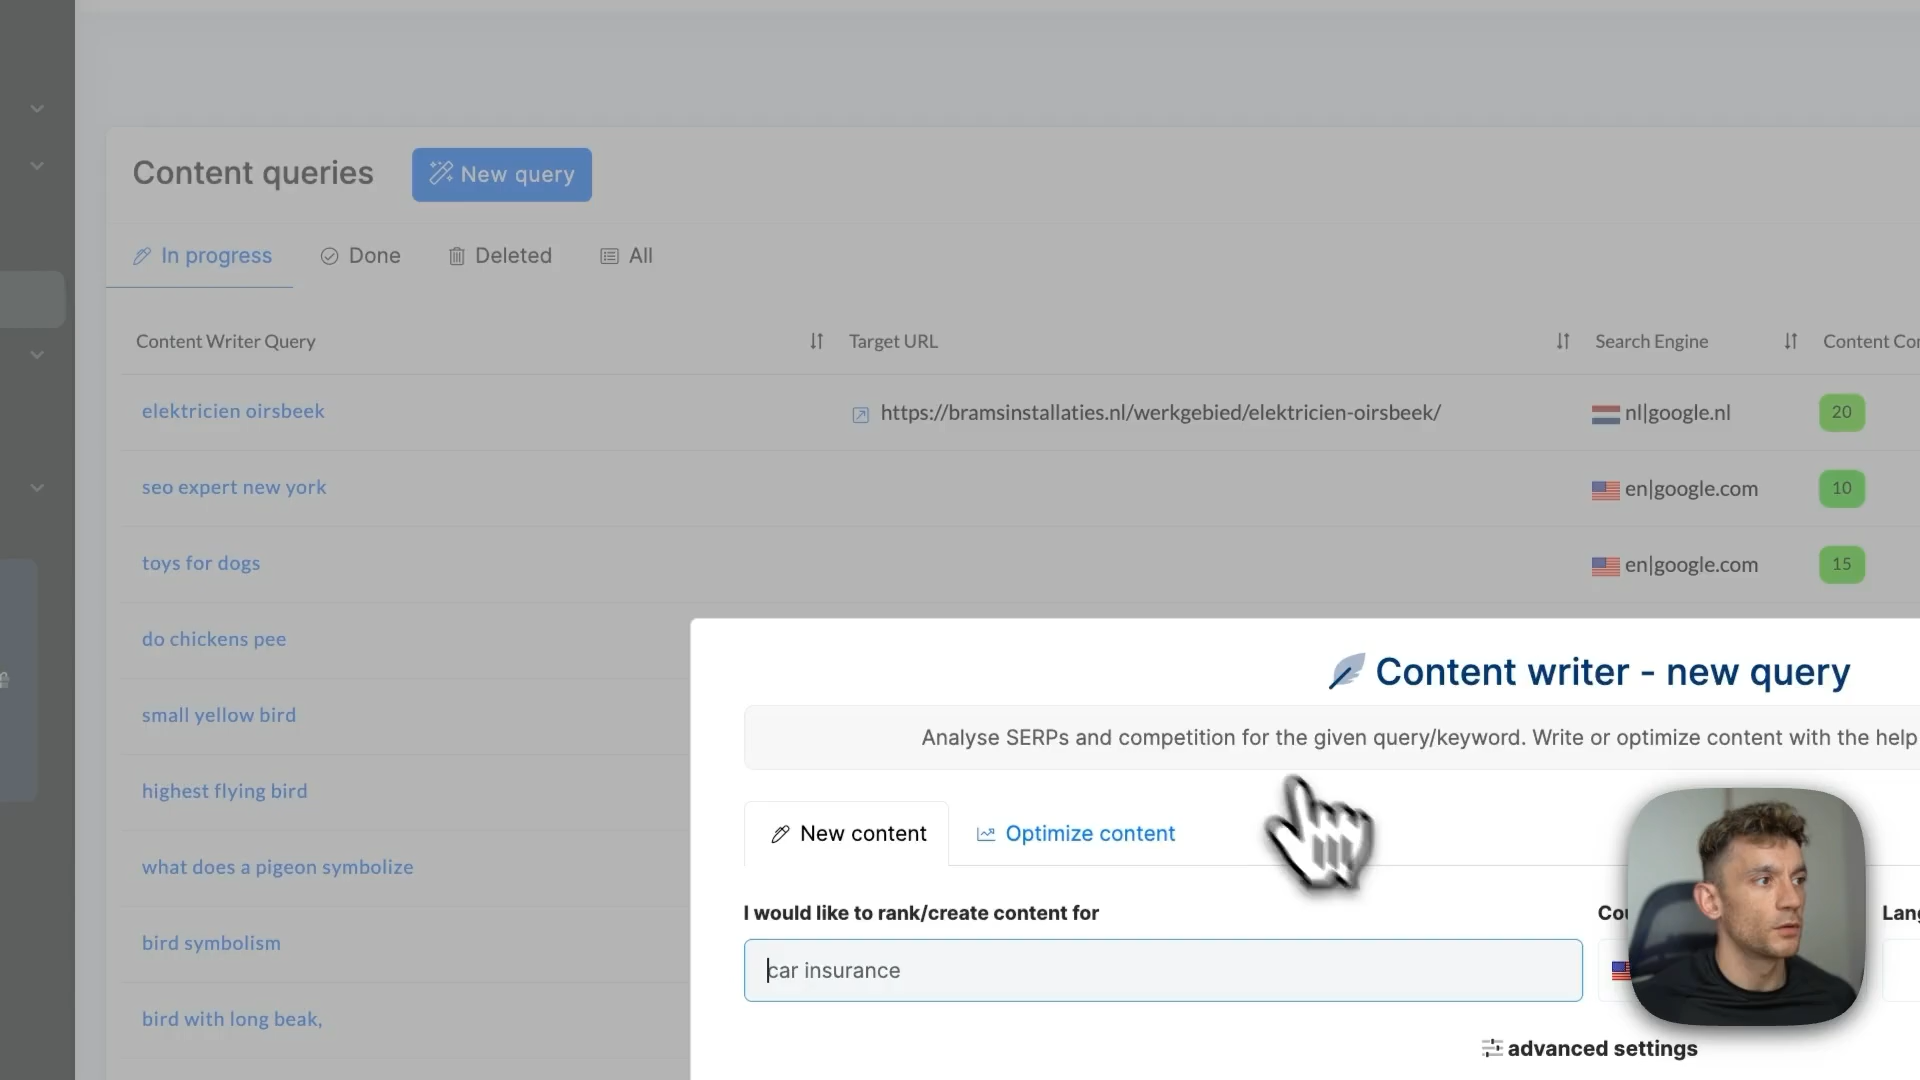 Content queries
New query
In progress
Done
Deleted
All
Content Writer Query
Target URL
Search Engine
Content Con
elektricien oirsbeek
https://bramsinstallaties.nl/werkgebied/elektricien-oirsbeek/
nl|google.nl
20
seo expert new york
en|google.com
10
toys for dogs
en|google.com
15
do chickens pee
small yellow bird
highest flying bird
what does a pigeon symbolize
bird symbolism
bird with long beak,
Content writer - new query
Analyse SERPs and competition for the given query/keyword. Write or optimize content with the help
New content
Optimize content
I would like to rank/create content for
Cou
Lang
car insurance
advanced settings